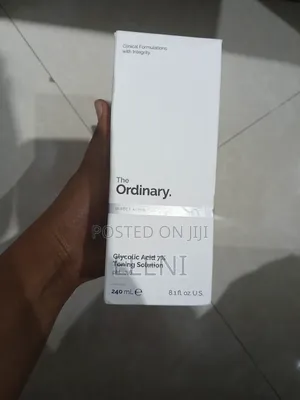 Clinical Formulations
with Integrity.
The
Ordinary.
POSTED ON JIJI
Glycolic Acid 7%
Toning Solution
ELENI
240 mL e
8.1 fl oz U.S.